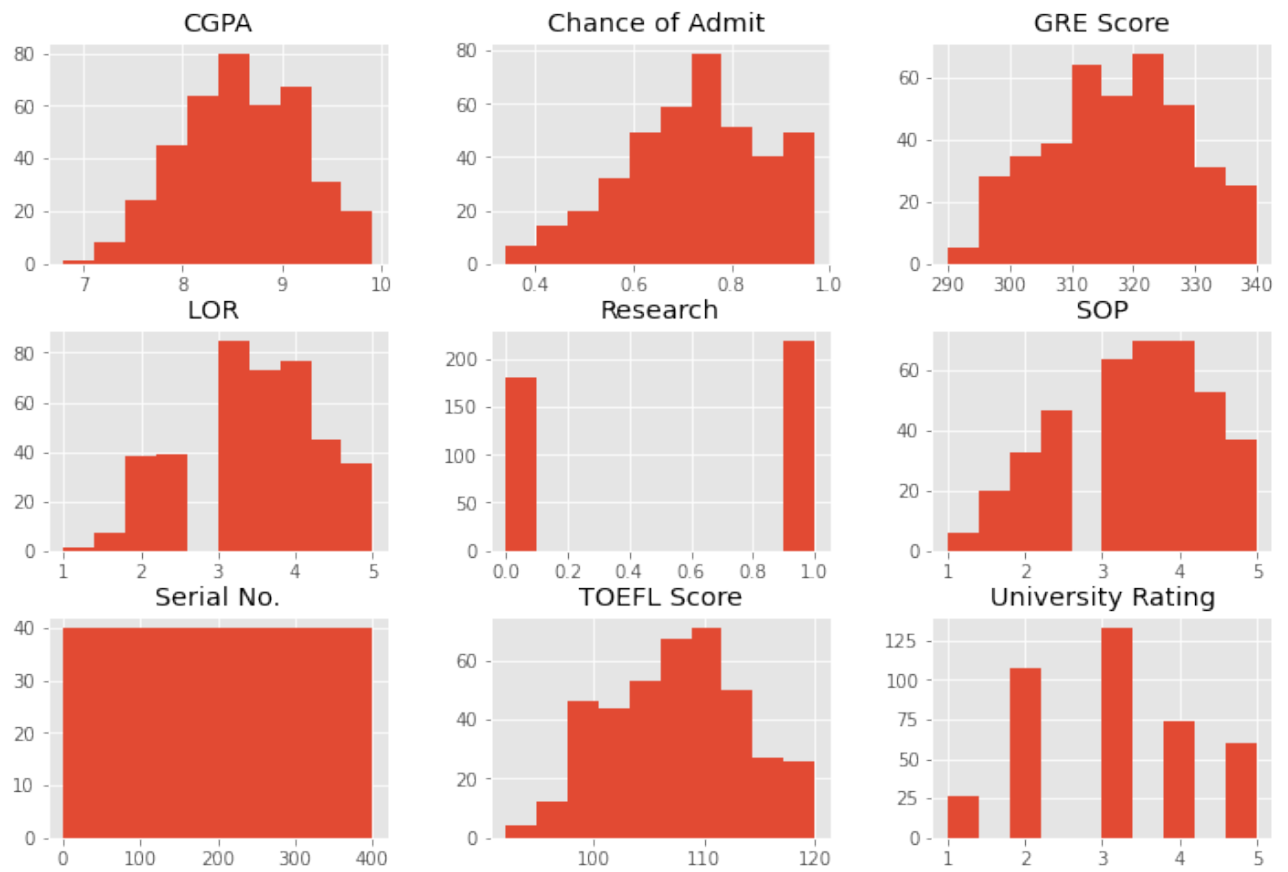 CGPA
80
60
40
20
0
7 8 9 10
Chance of Admit
80
60
40
20
0
0.4 0.6 0.8 1.0
GRE Score
60
40
20
0
290 300 310 320 330 340
LOR
80
60
40
20
0
1 2 3 4 5
Research
200
150
100
50
0
0.0 0.2 0.4 0.6 0.8 1.0
SOP
60
40
20
0
1 2 3 4 5
Serial No.
40
30
20
10
0
0 100 200 300 400
TOEFL Score
60
40
20
0
100 110 120
University Rating
125
100
75
50
25
0
1 2 3 4 5